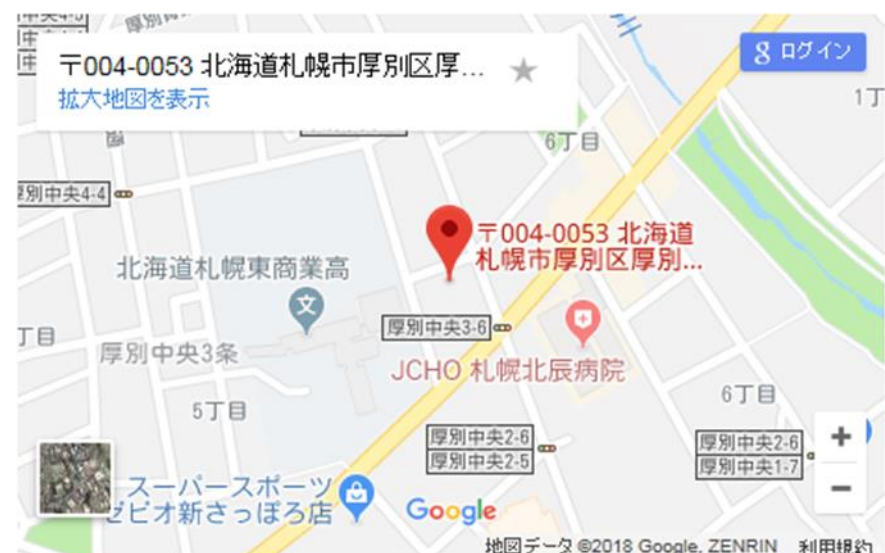 〒004-0053 北海道札幌市厚別区厚...
拡大地図を表示
ログイン
1丁
6丁目
厚別中央4-4
〒004-0053 北海道
札幌市厚別区厚別...
北海道札幌東商業高
文
厚別中央3-6
丁目
厚別中央3条
JCHO 札幌北辰病院
5丁目
6丁目
厚別中央2-6
厚別中央2-5
厚別中央2-6
厚別中央1-7
+
−
スーパースポーツ
ゼビオ新さっぽろ店
Google
地図データ ©2018 Google, ZENRIN
利用規約